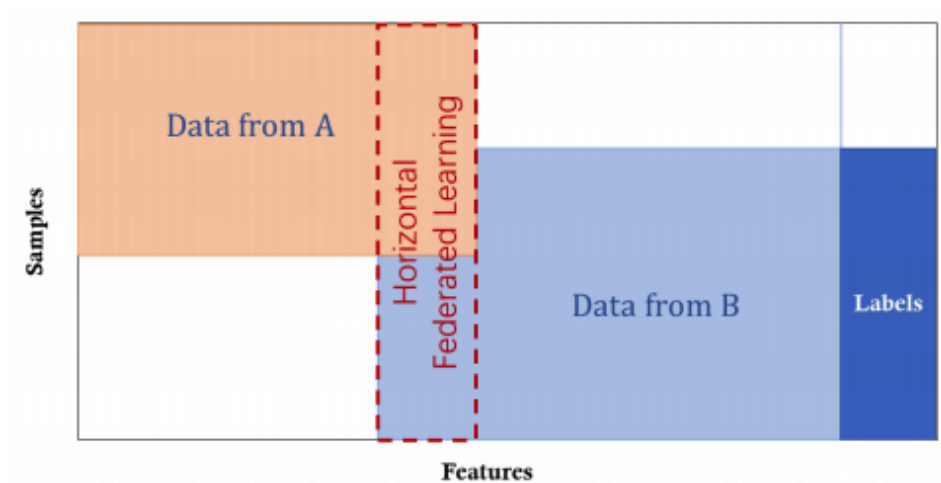 Data from A
Horizontal
Federated Learning
Samples
Data from B
Labels
Features